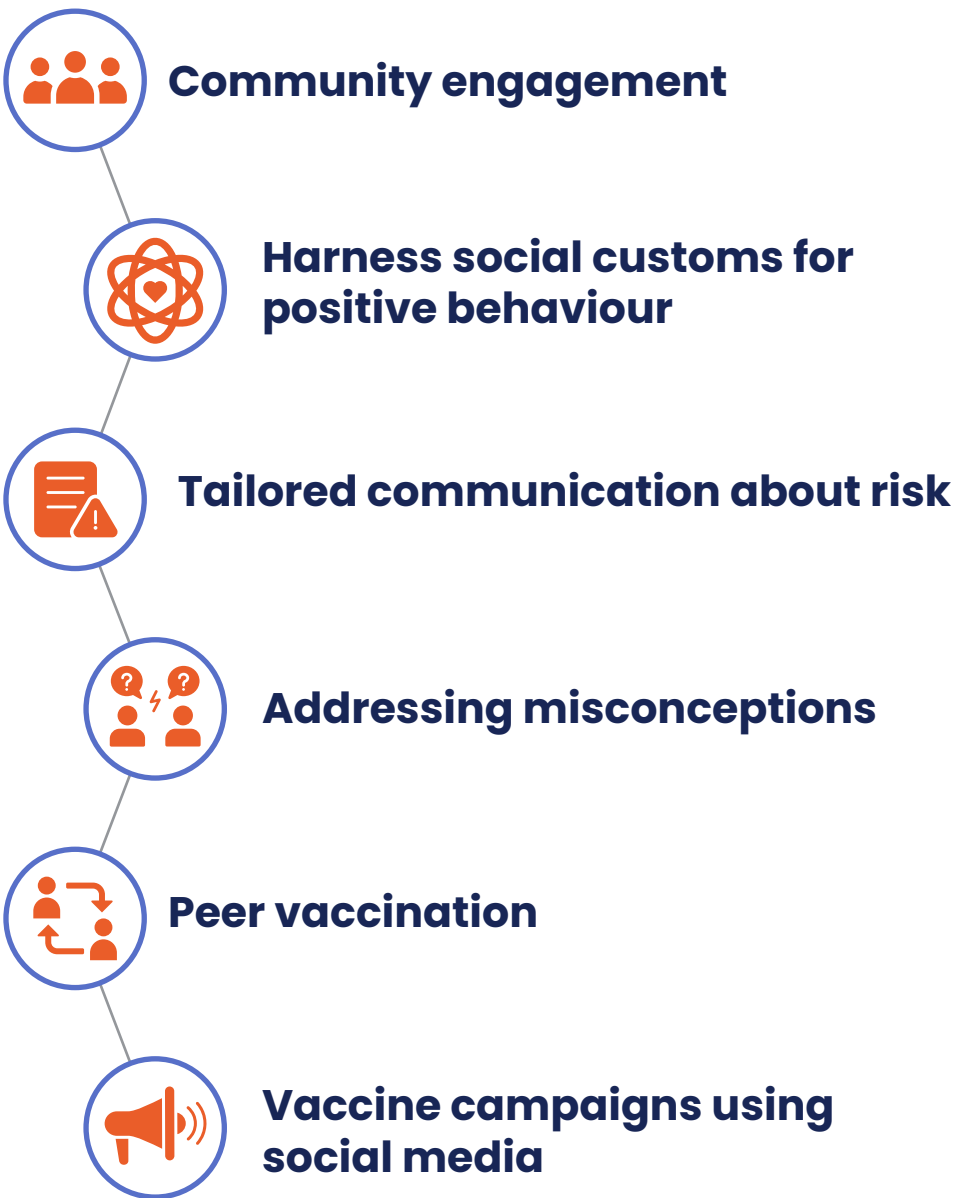 Community engagement
Harness social customs for
positive behaviour
Tailored communication about risk
? ?
!
Addressing misconceptions
Peer vaccination
Vaccine campaigns using
social media